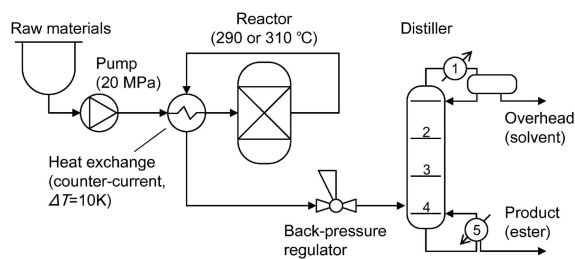 Raw materials
Pump
(20 MPa)
Reactor
(290 or 310 ℃)
Distiller
Heat exchange
(counter-current,
ΔT=10K)
Back-pressure
regulator
1
2
3
4
5
Overhead
(solvent)
Product
(ester)